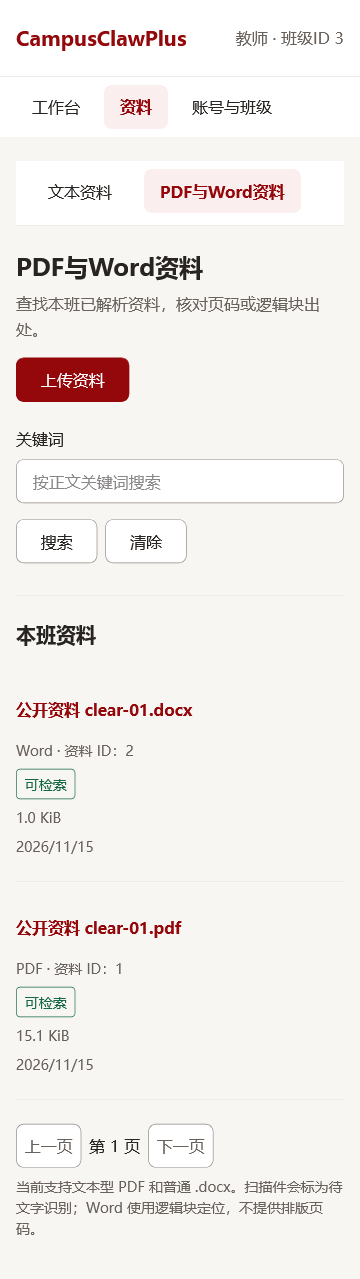 CampusClawPlus
教师 · 班级ID 3
工作台
资料
账号与班级
文本资料
PDF与Word资料
PDF与Word资料
查找本班已解析资料，核对页码或逻辑块出
处。
上传资料
关键词
按正文关键词搜索
搜索
清除
本班资料
公开资料 clear-01.docx
Word · 资料 ID：2
可检索
1.0 KiB
2026/11/15
公开资料 clear-01.pdf
PDF · 资料 ID：1
可检索
15.1 KiB
2026/11/15
上一页
第 1 页
下一页
当前支持文本型 PDF 和普通 .docx。扫描件会标为待
文字识别；Word 使用逻辑块定位，不提供排版页
码。